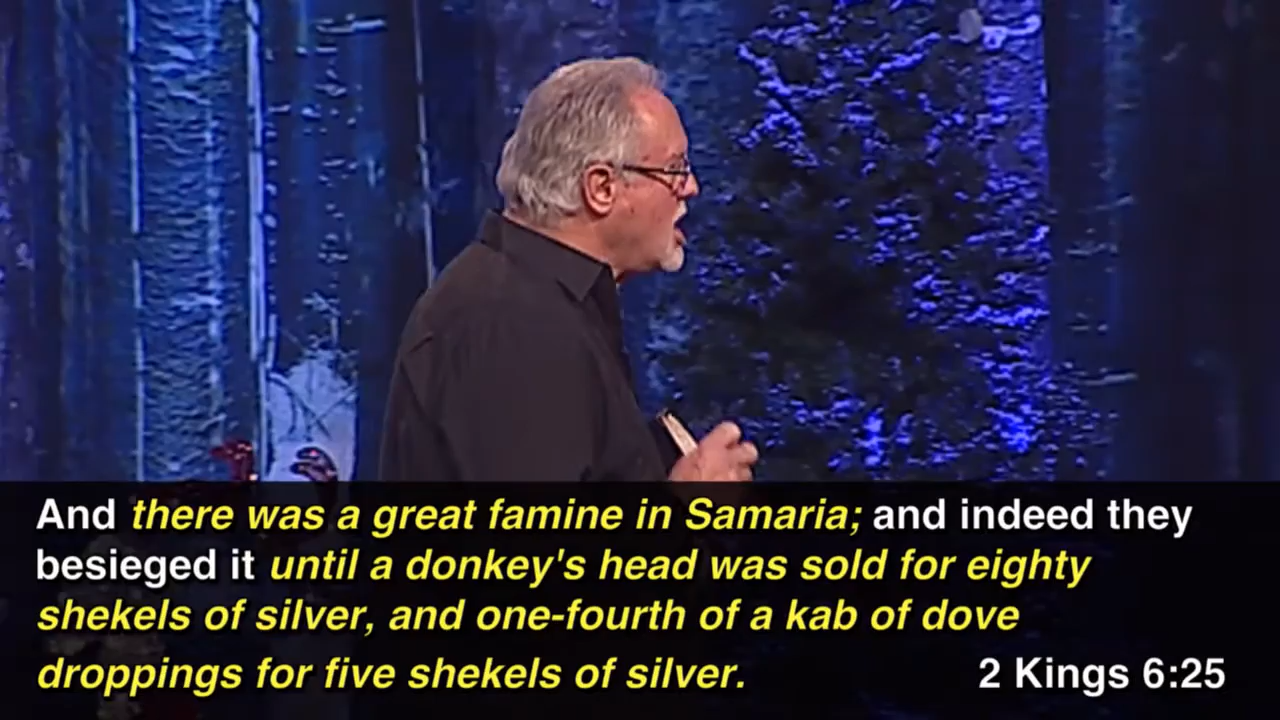 And there was a great famine in Samaria; and indeed they
besieged it until a donkey's head was sold for eighty
shekels of silver, and one-fourth of a kab of dove
droppings for five shekels of silver.
2 Kings 6:25